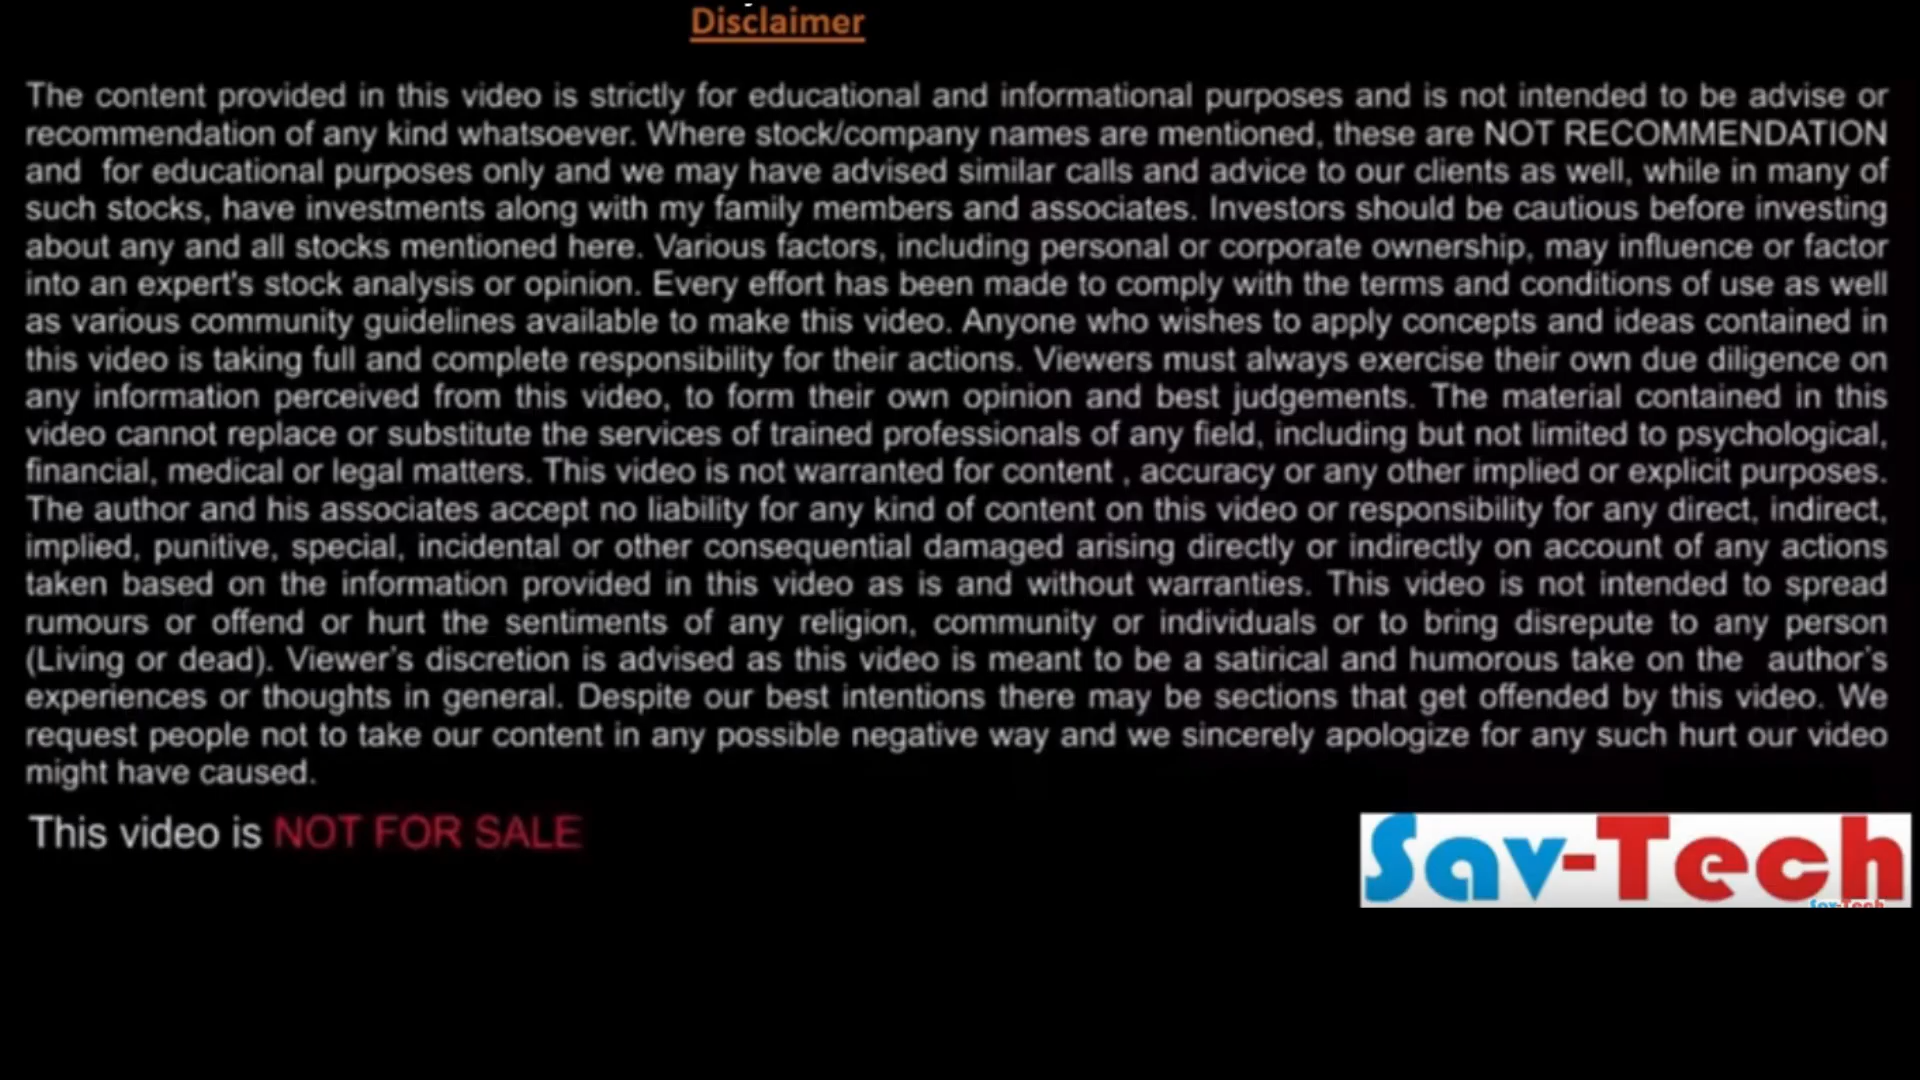 Disclaimer
The content provided in this video is strictly for educational and informational purposes and is not intended to be advise or
recommendation of any kind whatsoever. Where stock/company names are mentioned, these are NOT RECOMMENDATION
and for educational purposes only and we may have advised similar calls and advice to our clients as well, while in many of
such stocks, have investments along with my family members and associates. Investors should be cautious before investing
about any and all stocks mentioned here. Various factors, including personal or corporate ownership, may influence or factor
into an expert's stock analysis or opinion. Every effort has been made to comply with the terms and conditions of use as well
as various community guidelines available to make this video. Anyone who wishes to apply concepts and ideas contained in
this video is taking full and complete responsibility for their actions. Viewers must always exercise their own due diligence on
any information perceived from this video, to form their own opinion and best judgements. The material contained in this
video cannot replace or substitute the services of trained professionals of any field, including but not limited to psychological,
financial, medical or legal matters. This video is not warranted for content , accuracy or any other implied or explicit purposes.
The author and his associates accept no liability for any kind of content on this video or responsibility for any direct, indirect,
implied, punitive, special, incidental or other consequential damaged arising directly or indirectly on account of any actions
taken based on the information provided in this video as is and without warranties. This video is not intended to spread
rumours or offend or hurt the sentiments of any religion, community or individuals or to bring disrepute to any person
(Living or dead). Viewer’s discretion is advised as this video is meant to be a satirical and humorous take on the author’s
experiences or thoughts in general. Despite our best intentions there may be sections that get offended by this video. We
request people not to take our content in any possible negative way and we sincerely apologize for any such hurt our video
might have caused.
This video is NOT FOR SALE
Sav-Tech
Sav-Tech